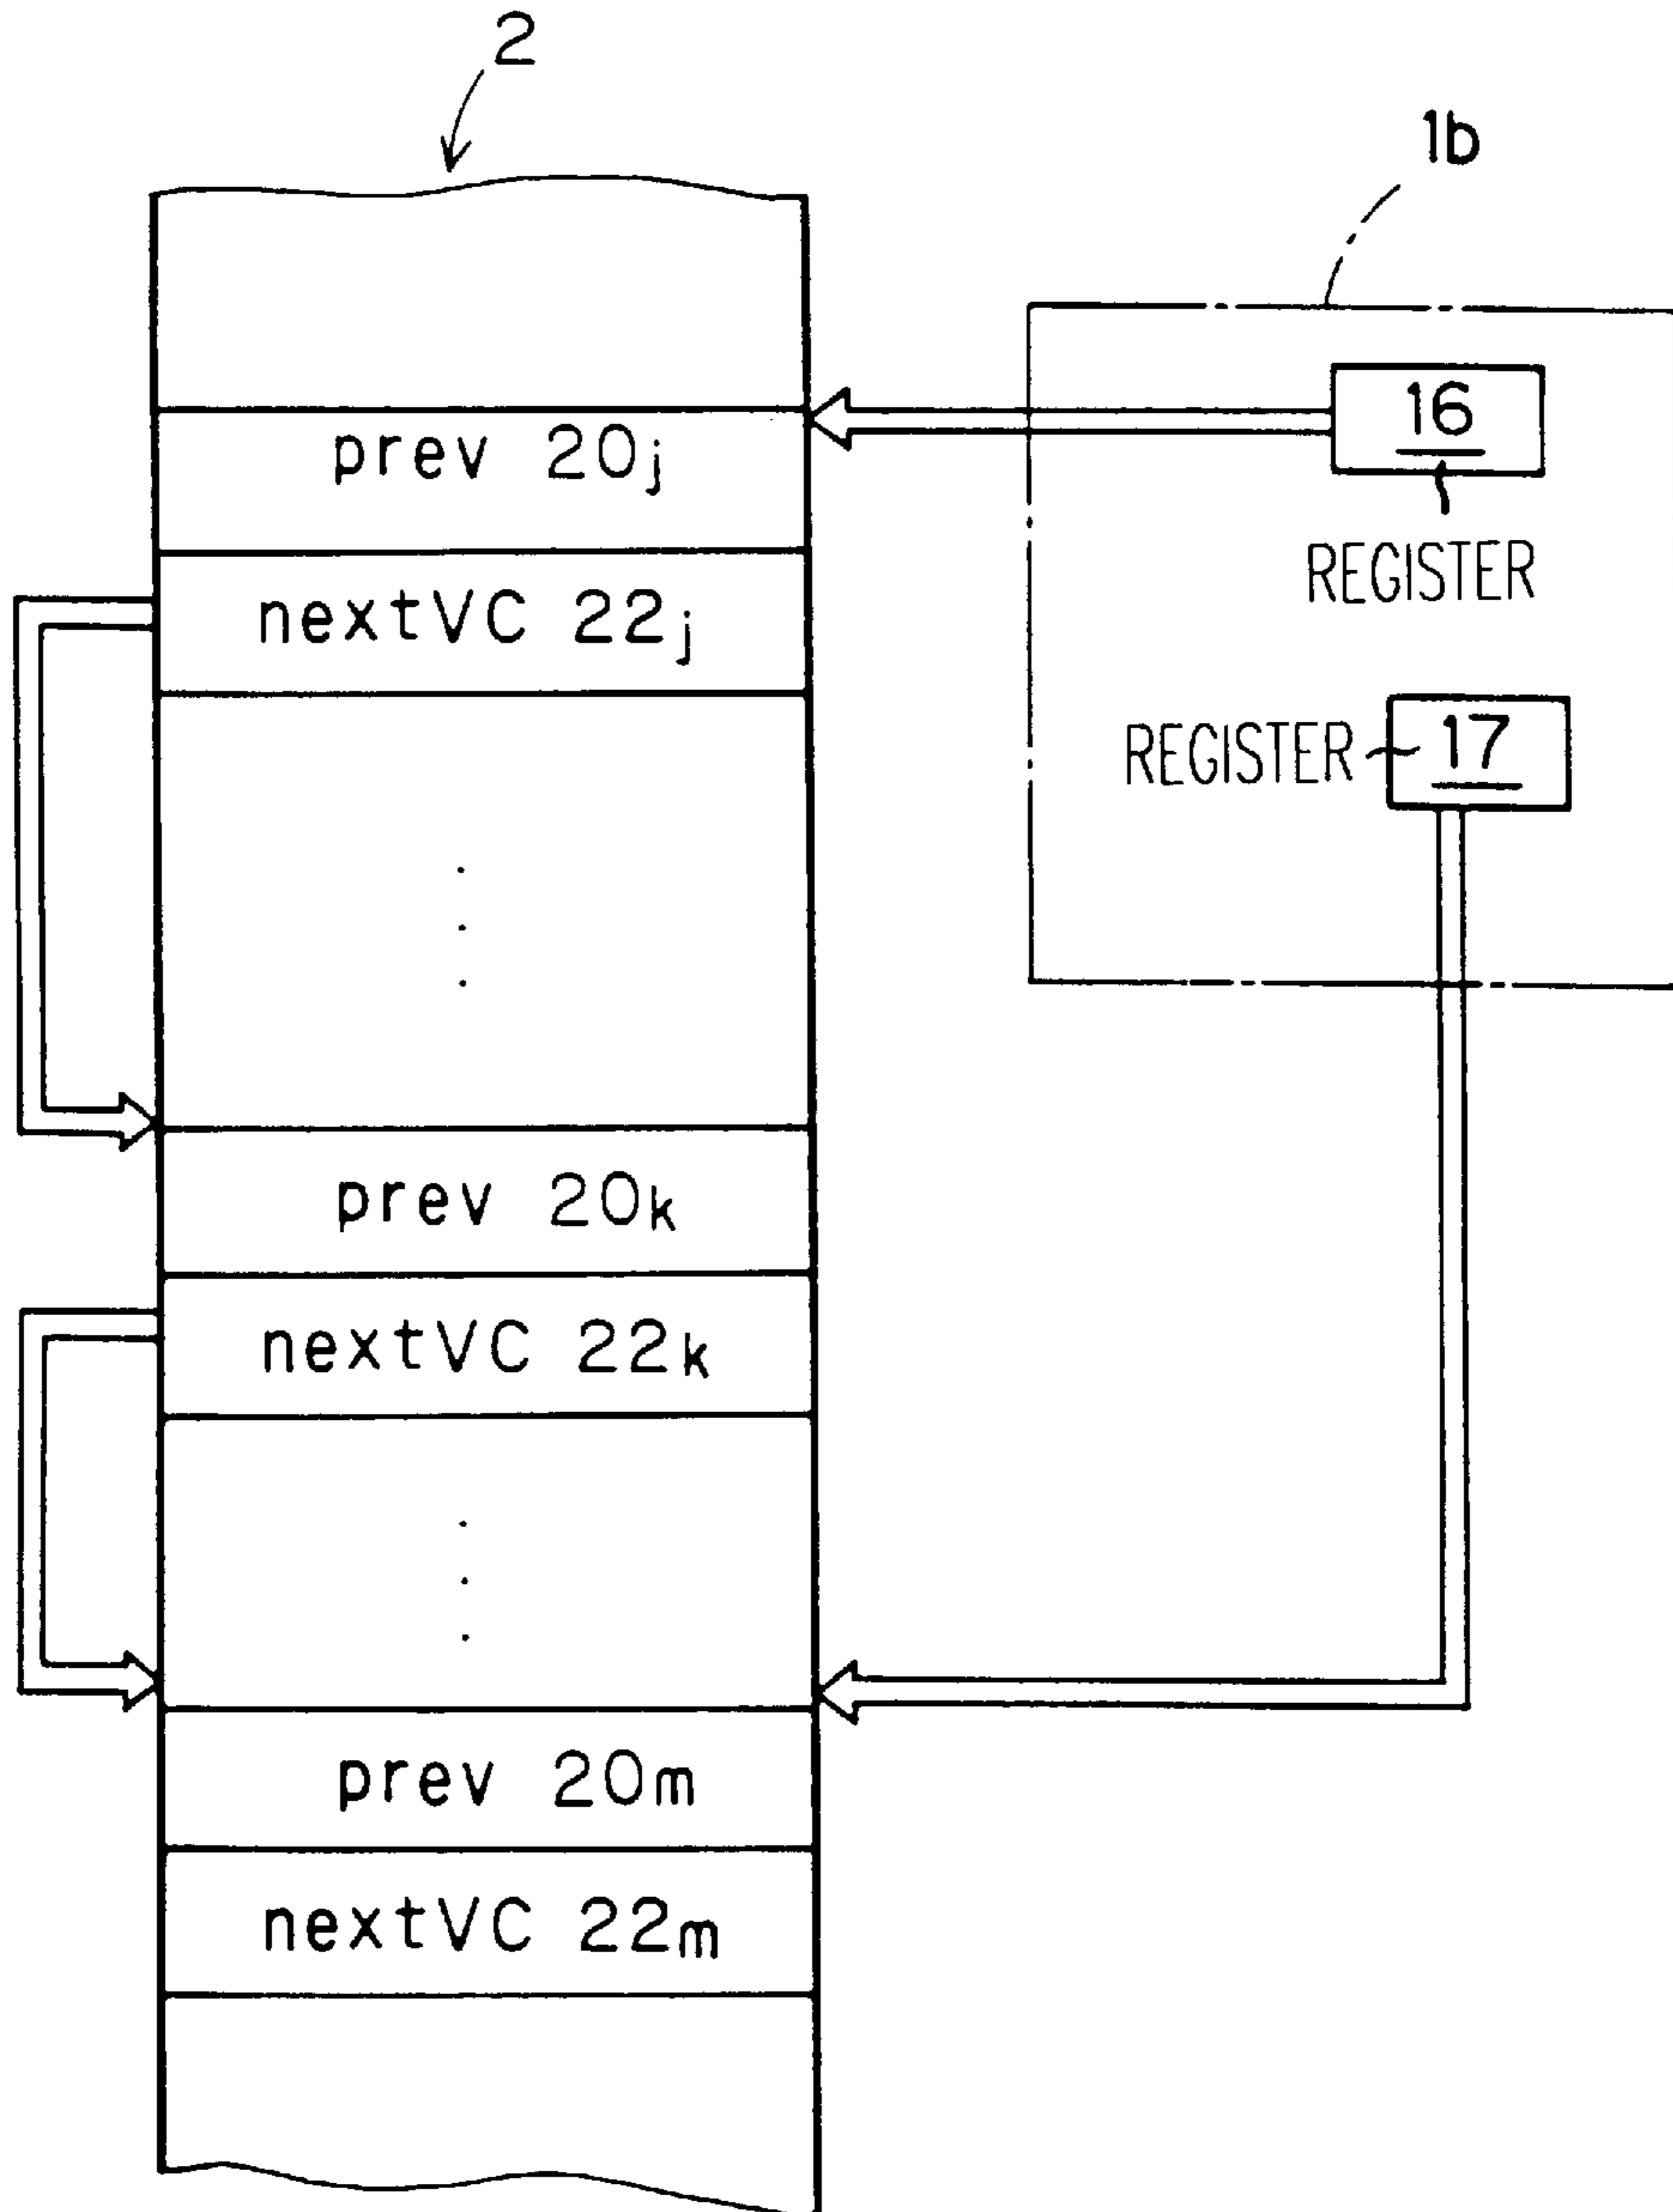 2
1b
16
prev 20j
REGISTER
nextVC 22j
REGISTER 17
prev 20k
nextVC 22k
prev 20m
nextVC 22m